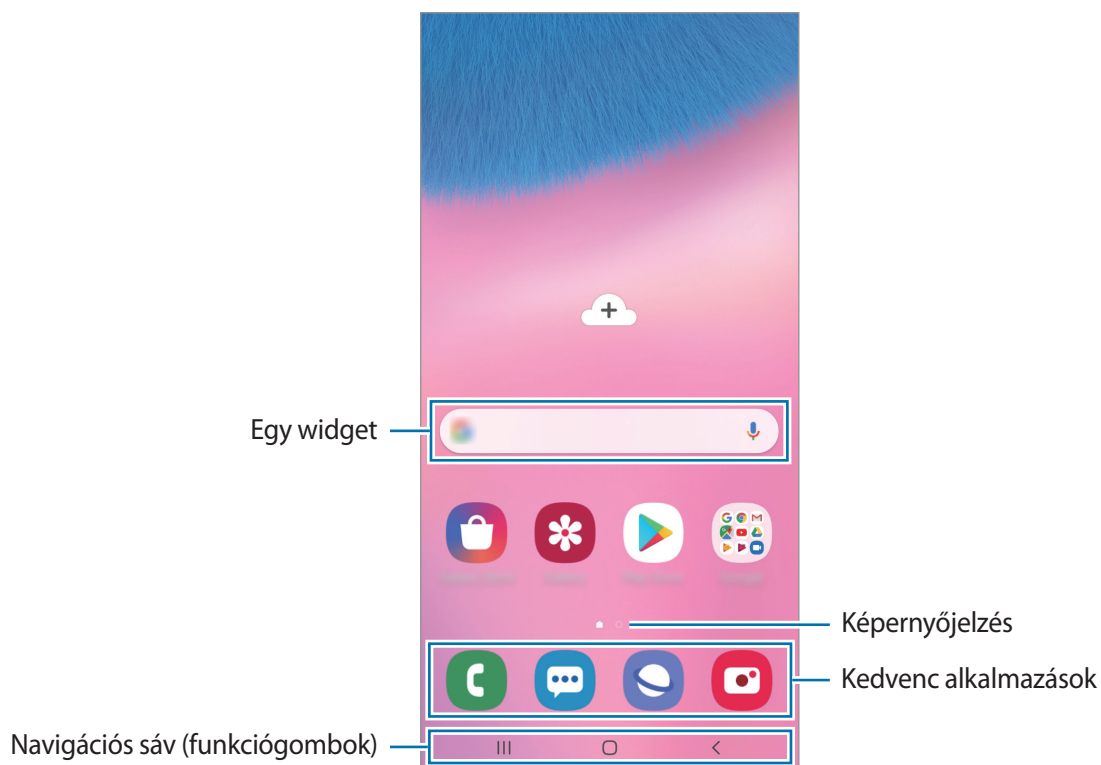 Egy widget
Képernyőjelzés
Kedvenc alkalmazások
Navigációs sáv (funkciógombok)